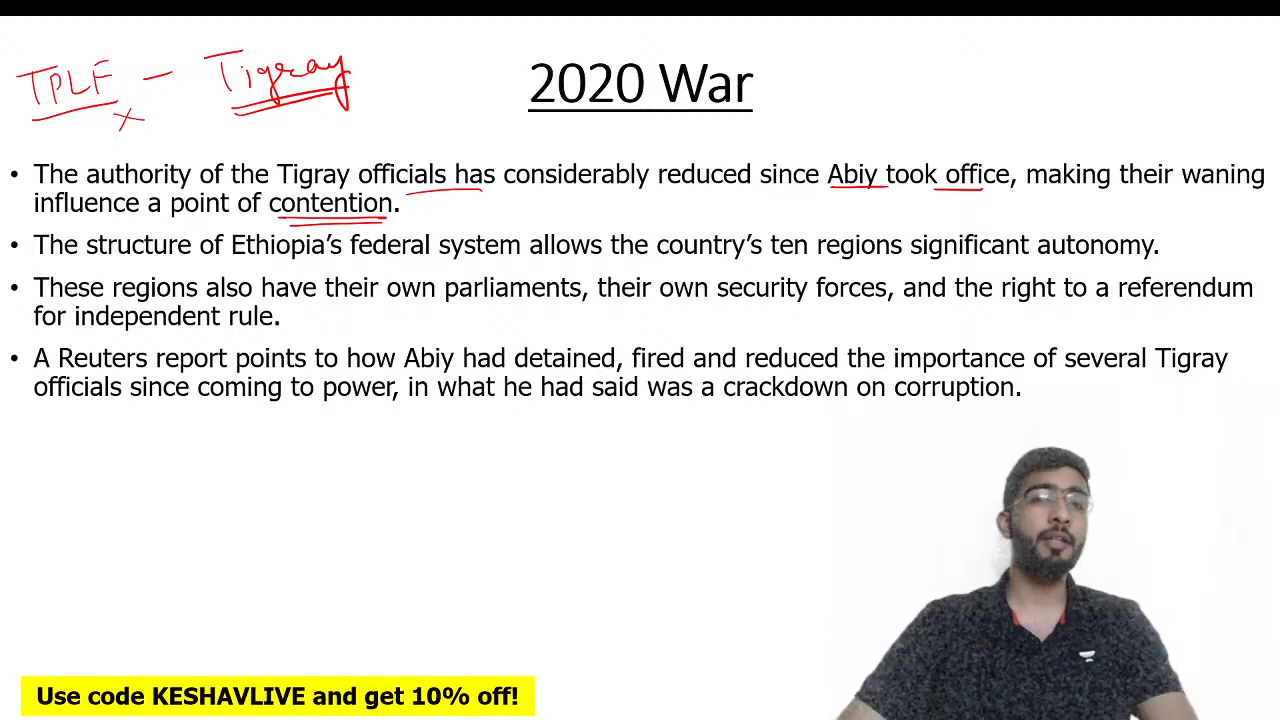 TPLF - Tigray
2020 War
• The authority of the Tigray officials has considerably reduced since Abiy took office, making their waning
influence a point of contention.
• The structure of Ethiopia’s federal system allows the country’s ten regions significant autonomy.
• These regions also have their own parliaments, their own security forces, and the right to a referendum
for independent rule.
• A Reuters report points to how Abiy had detained, fired and reduced the importance of several Tigray
officials since coming to power, in what he had said was a crackdown on corruption.
Use code KESHAVLIVE and get 10% off!